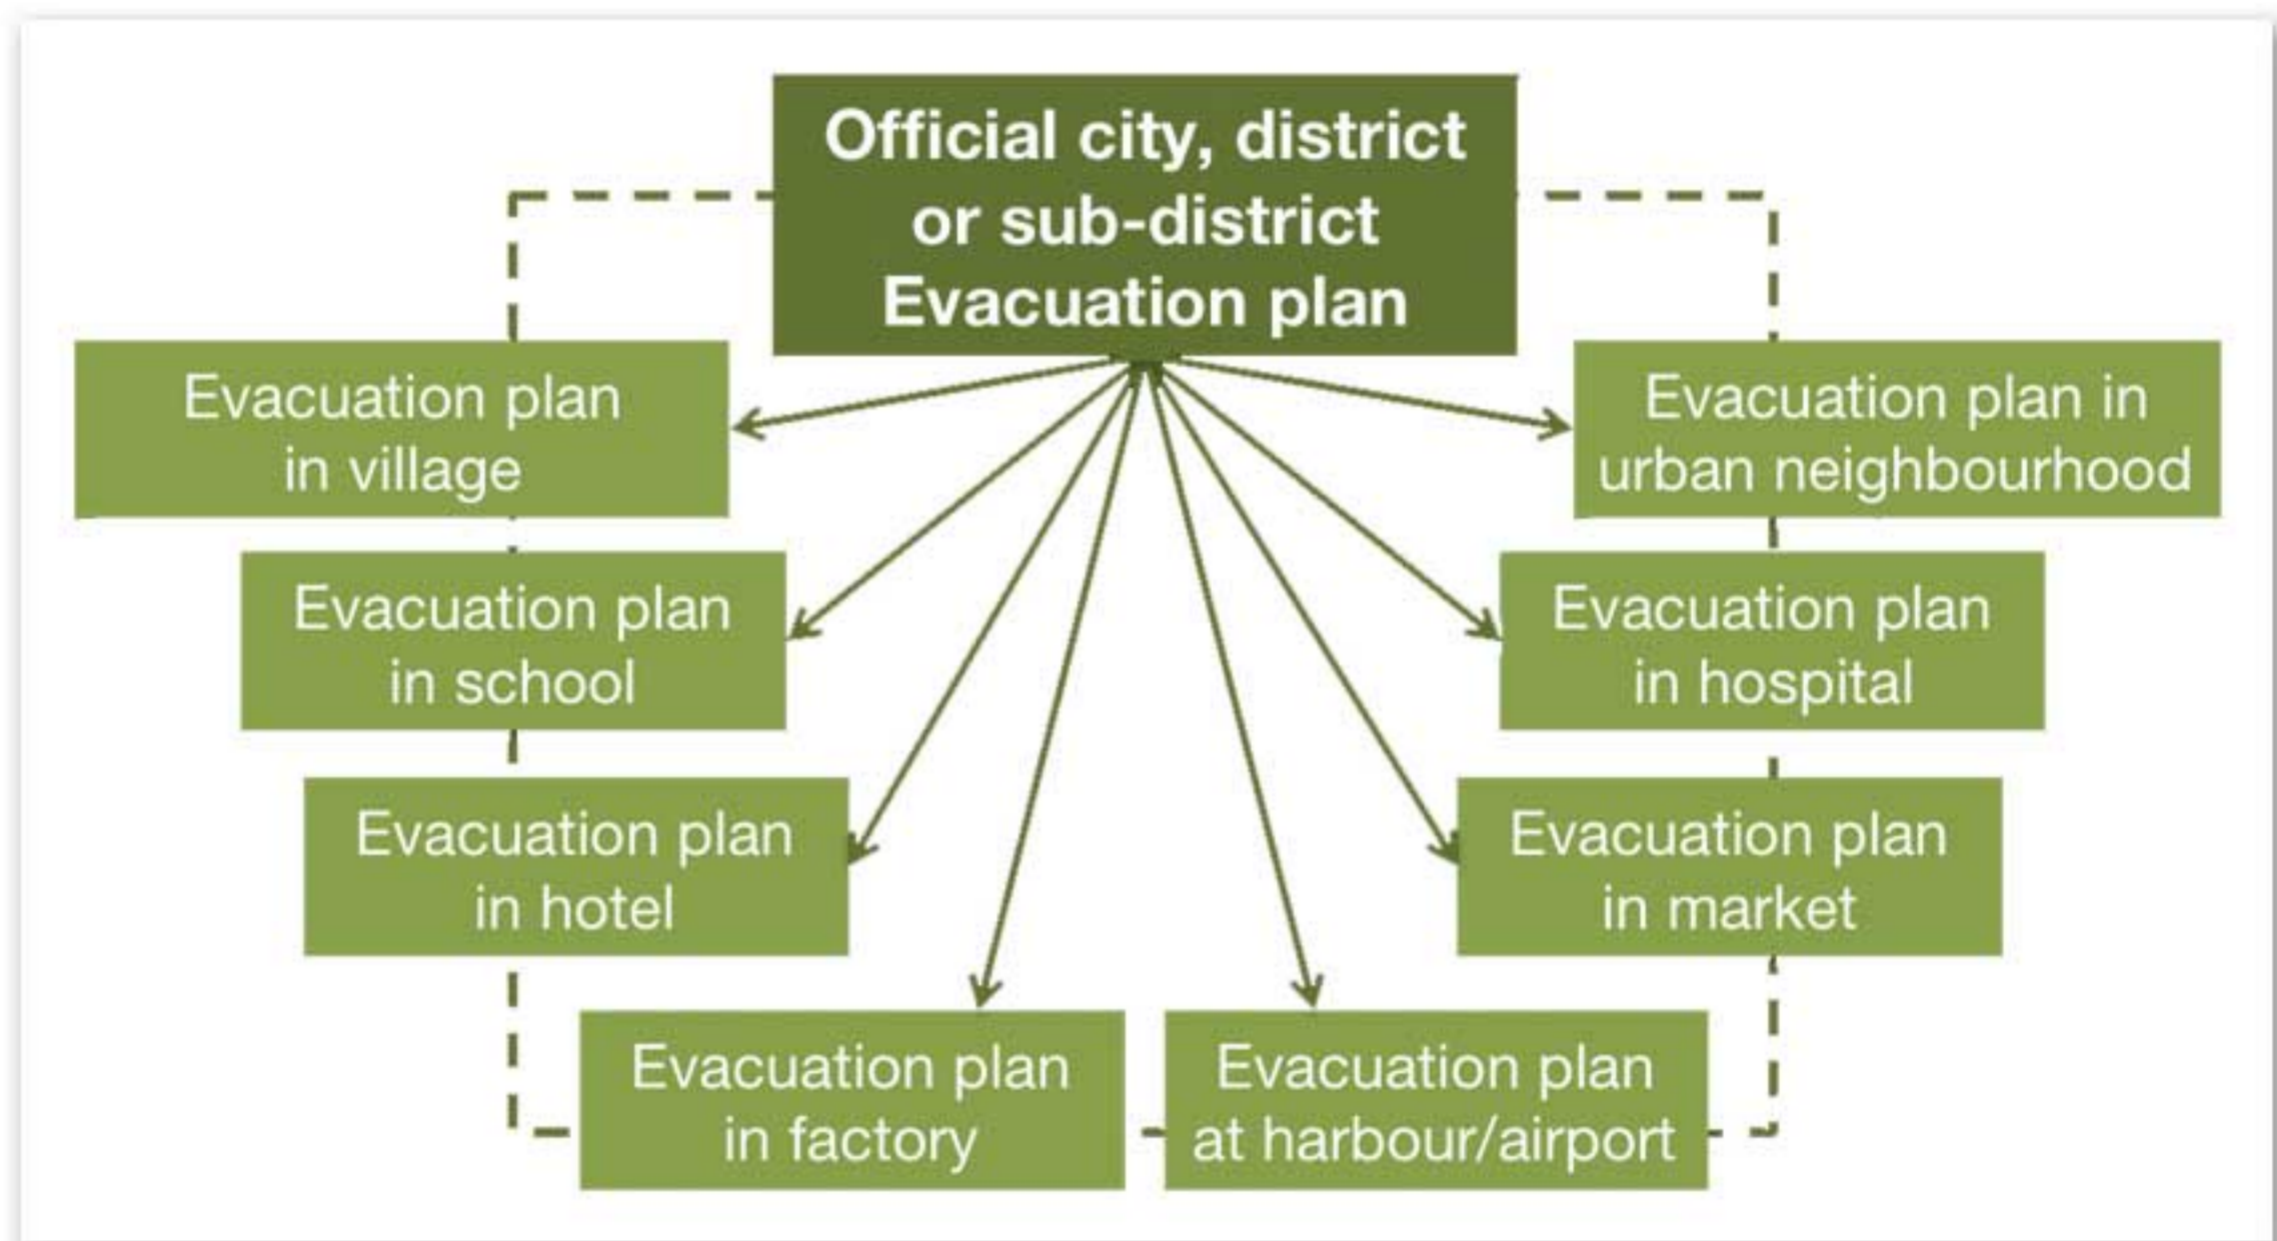 Official city, district
or sub-district
Evacuation plan
Evacuation plan
in village
Evacuation plan in
urban neighbourhood
Evacuation plan
in school
Evacuation plan
in hospital
Evacuation plan
in hotel
Evacuation plan
in market
Evacuation plan
in factory
Evacuation plan
at harbour/airport